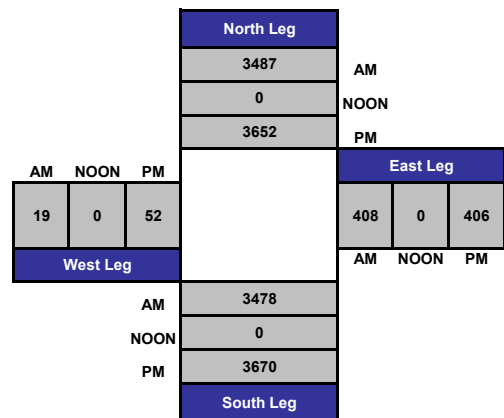 North Leg
3487 AM
0 NOON
3652 PM
AM NOON PM
East Leg
19 0 52
408 0 406
West Leg
AM NOON PM
AM 3478
NOON 0
PM 3670
South Leg